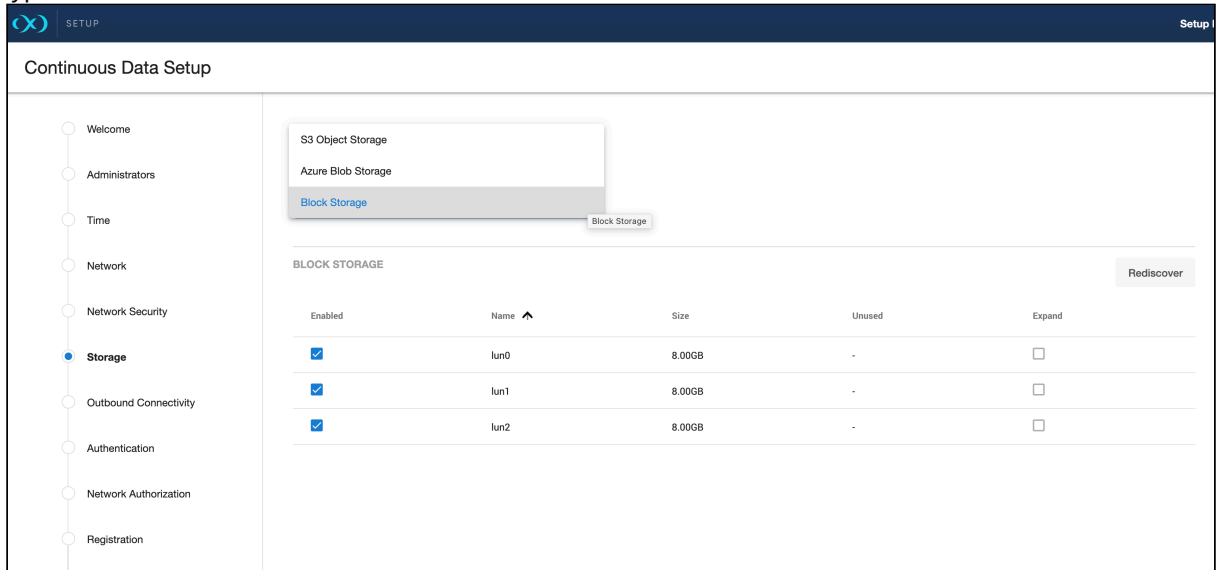 SETUP
Setup
Continuous Data Setup
Welcome
Administrators
Time
Network
Network Security
Storage
Outbound Connectivity
Authentication
Network Authorization
Registration
S3 Object Storage
Azure Blob Storage
Block Storage
Block Storage
BLOCK STORAGE
Rediscover
Enabled Name Size Unused Expand
lun0 8.00GB -
lun1 8.00GB -
lun2 8.00GB -